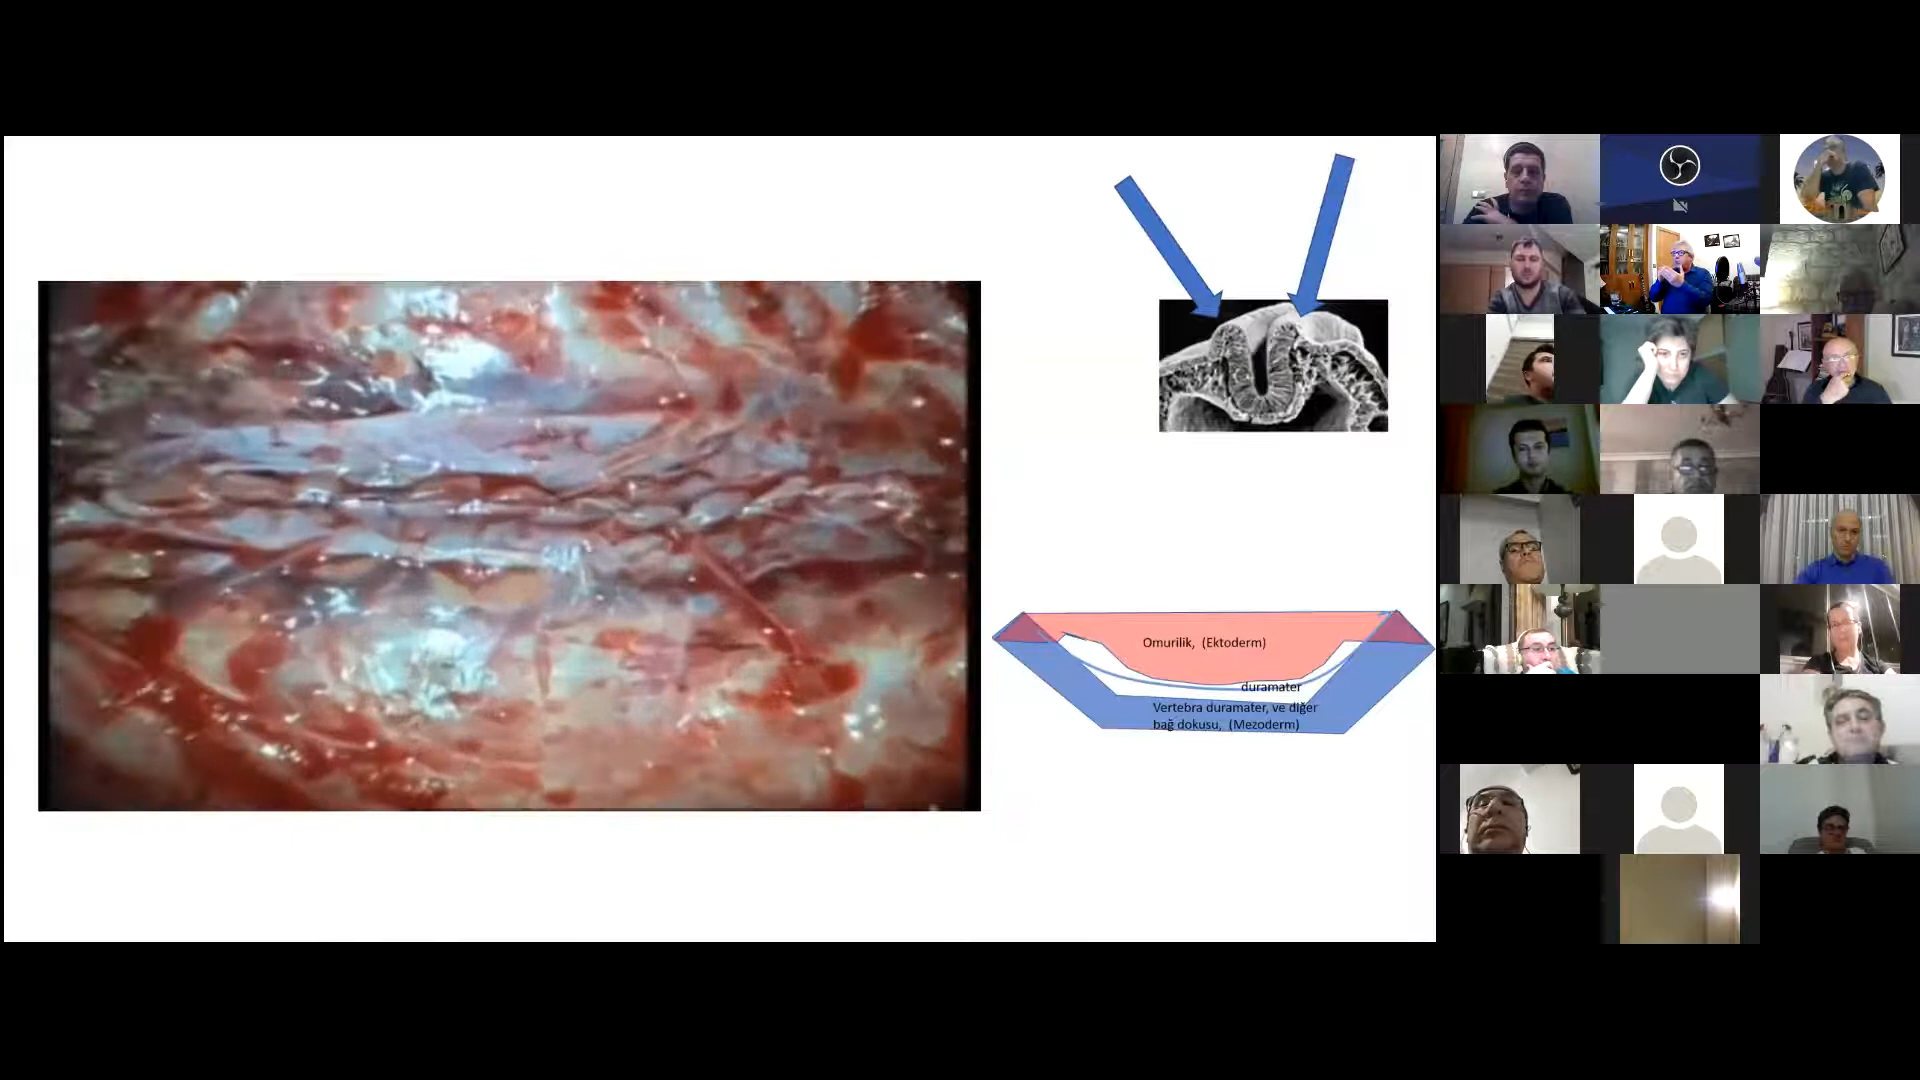 Omurilik, (Ektoderm)
duramater
Vertebra duramater, ve diğer
bağ dokusu, (Mezoderm)